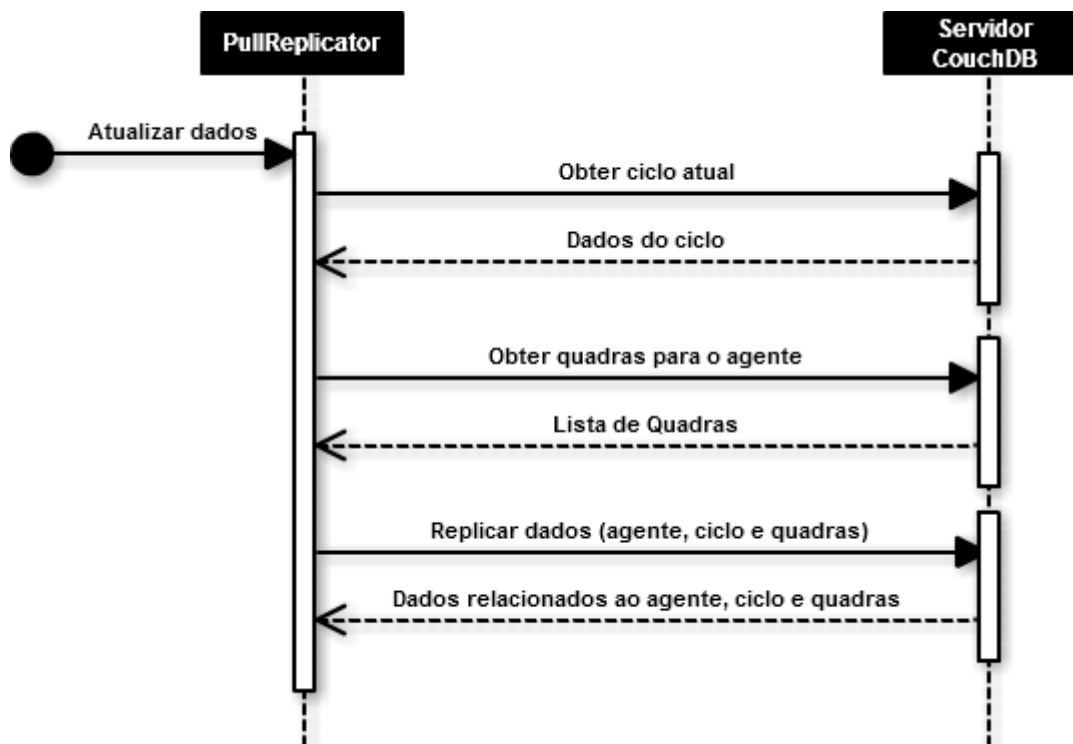 PullReplicator
Servidor
CouchDB
Atualizar dados
Obter ciclo atual
Dados do ciclo
Obter quadras para o agente
Lista de Quadras
Replicar dados (agente, ciclo e quadras)
Dados relacionados ao agente, ciclo e quadras